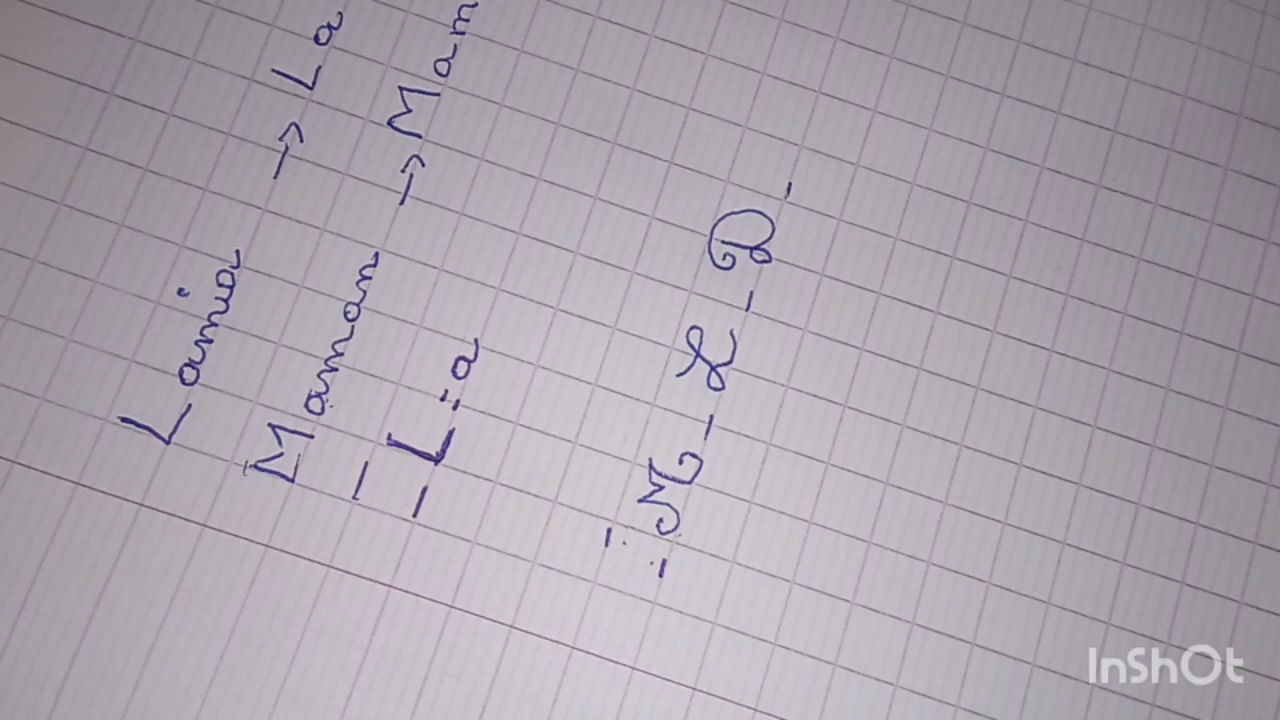 Lamia → La
Maman → Mam
- L : a
M - L - D -
InShOt